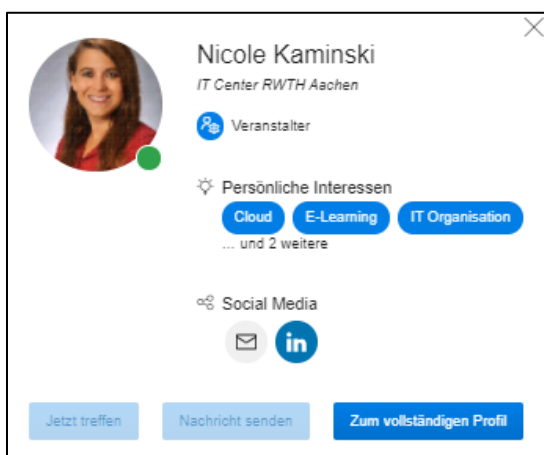 Nicole Kaminski
IT Center RWTH Aachen
Veranstalter
Persönliche Interessen
Cloud E-Learning IT Organisation
... und 2 weitere
Social Media
in
Jetzt treffen Nachricht senden Zum vollständigen Profil